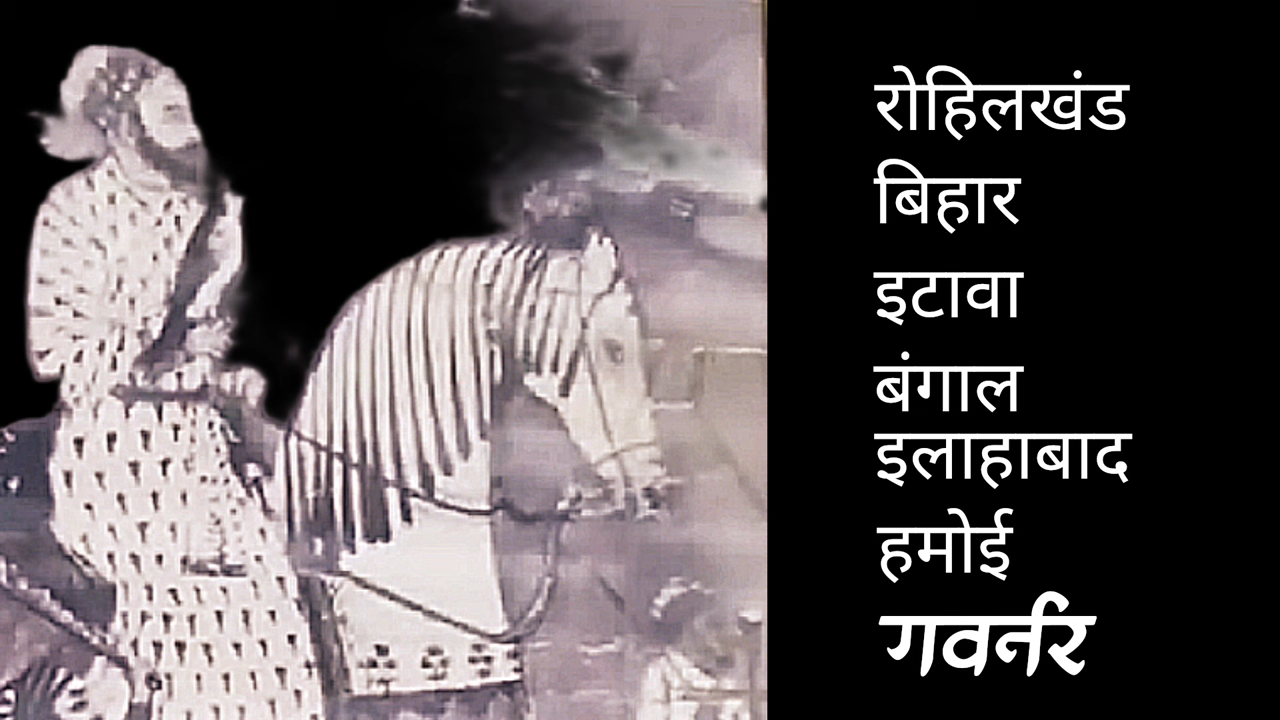 रोहिलखंड
बिहार
इटावा
बंगाल
इलाहाबाद
हमोई
गवर्नर